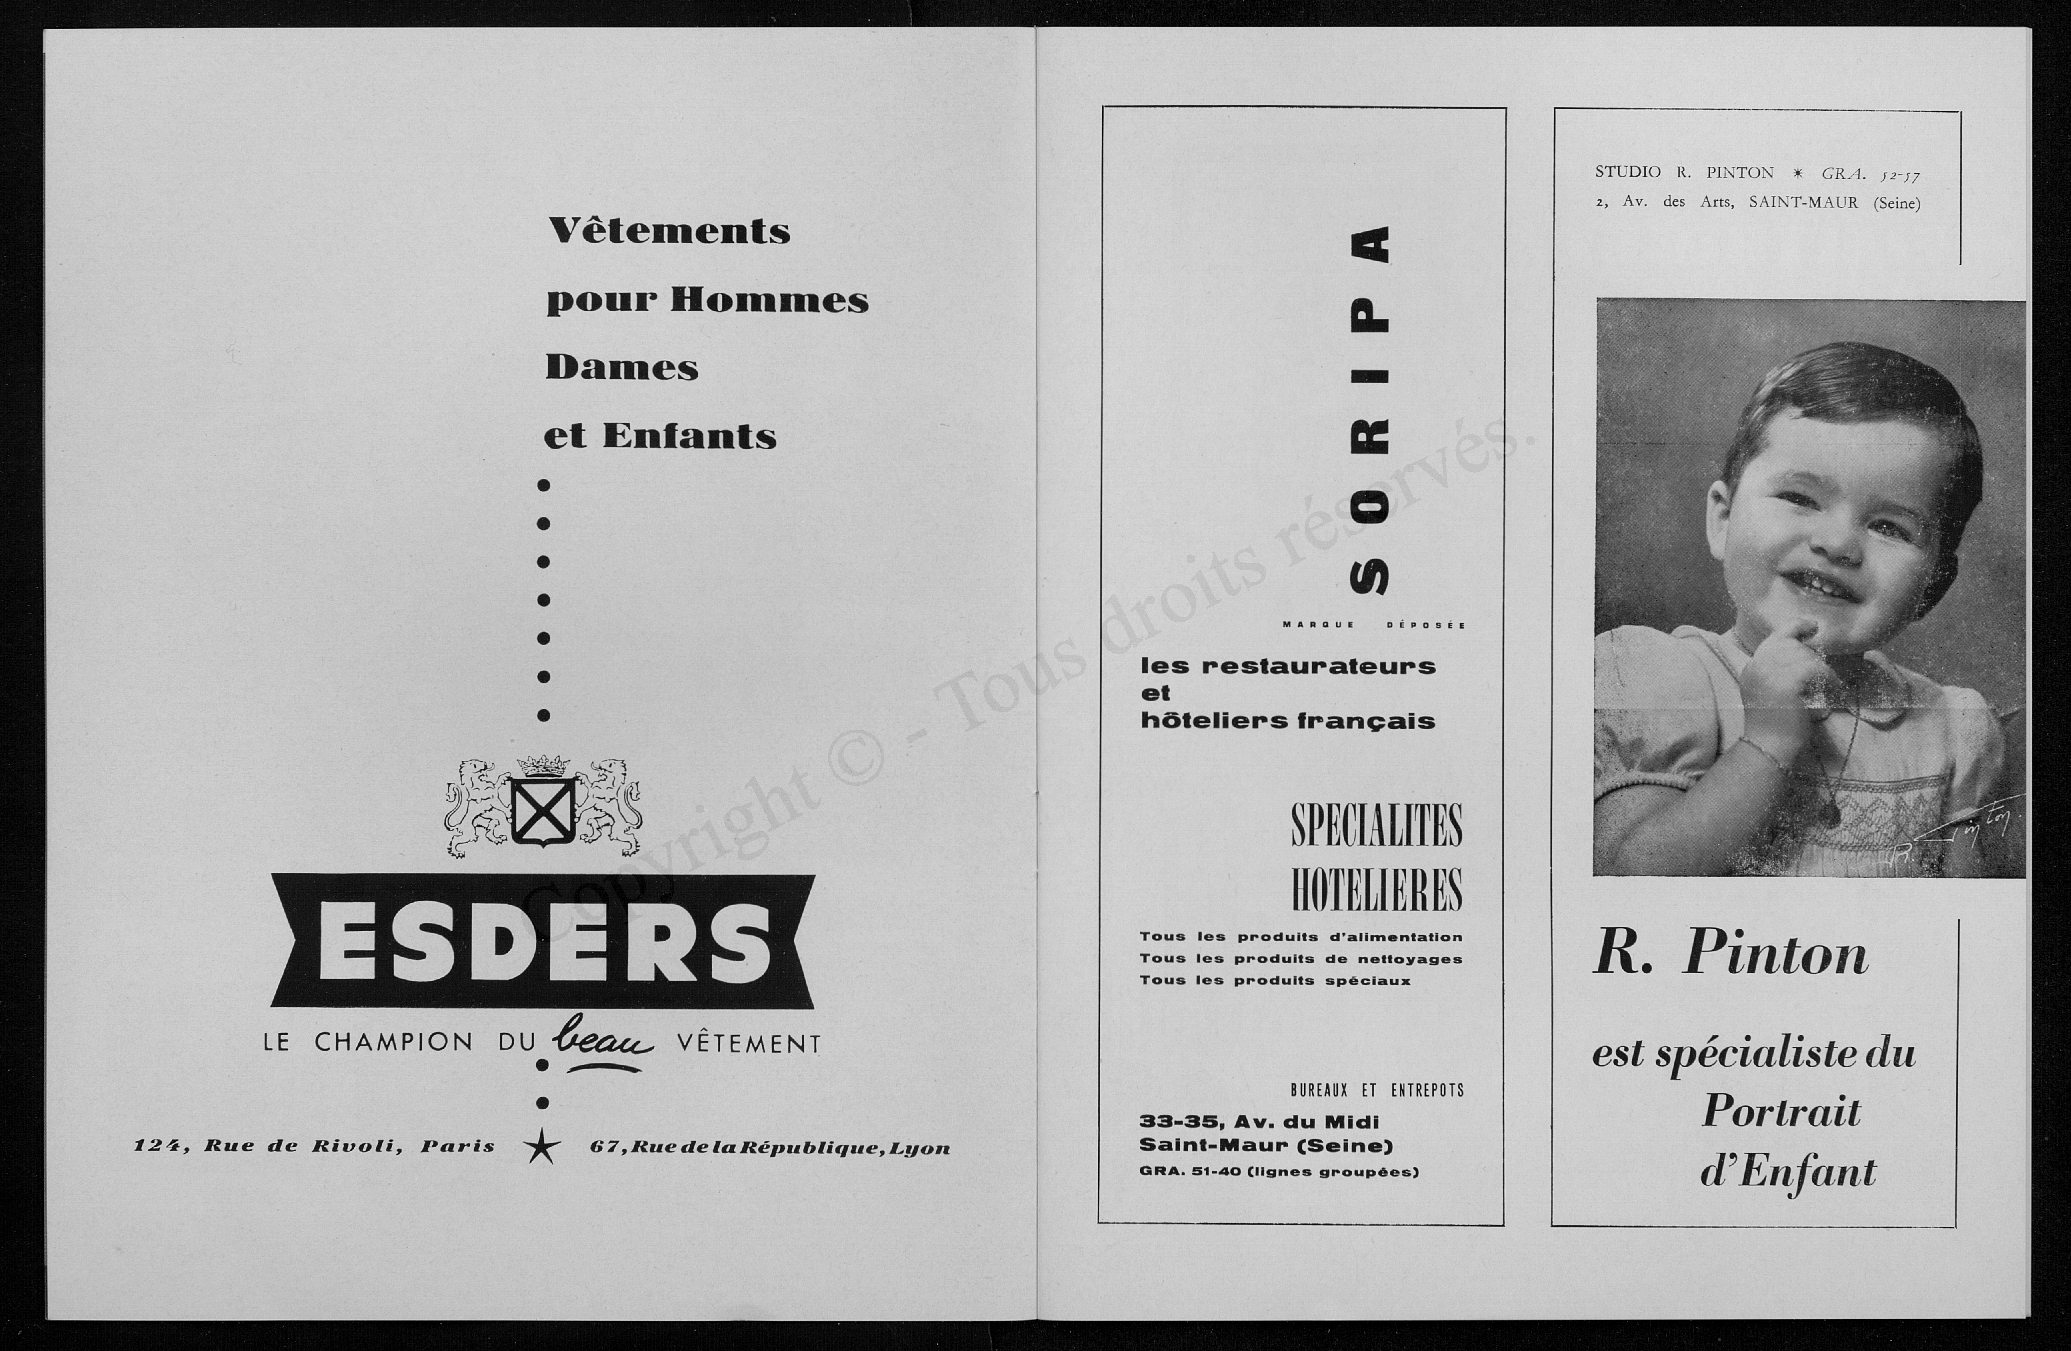 Vêtements
pour Hommes
Dames
et Enfants
ESDERS
LE CHAMPION DU beau VÊTEMENT
124, Rue de Rivoli, Paris
67, Rue de la République, Lyon
SORIPA
MARQUE DÉPOSÉE
les restaurateurs
et
hôteliers français
SPECIALITES
HOTELIERES
Tous les produits d'alimentation
Tous les produits de nettoyages
Tous les produits spéciaux
BUREAUX ET ENTREPOTS
33-35, Av. du Midi
Saint-Maur (Seine)
GRA. 51-40 (lignes groupées)
STUDIO R. PINTON * GRA. 52-57
2, Av. des Arts, SAINT-MAUR (Seine)
R. Pinton.
R. Pinton
est spécialiste du
Portrait
d'Enfant
Copyright © - Tous droits réservés.